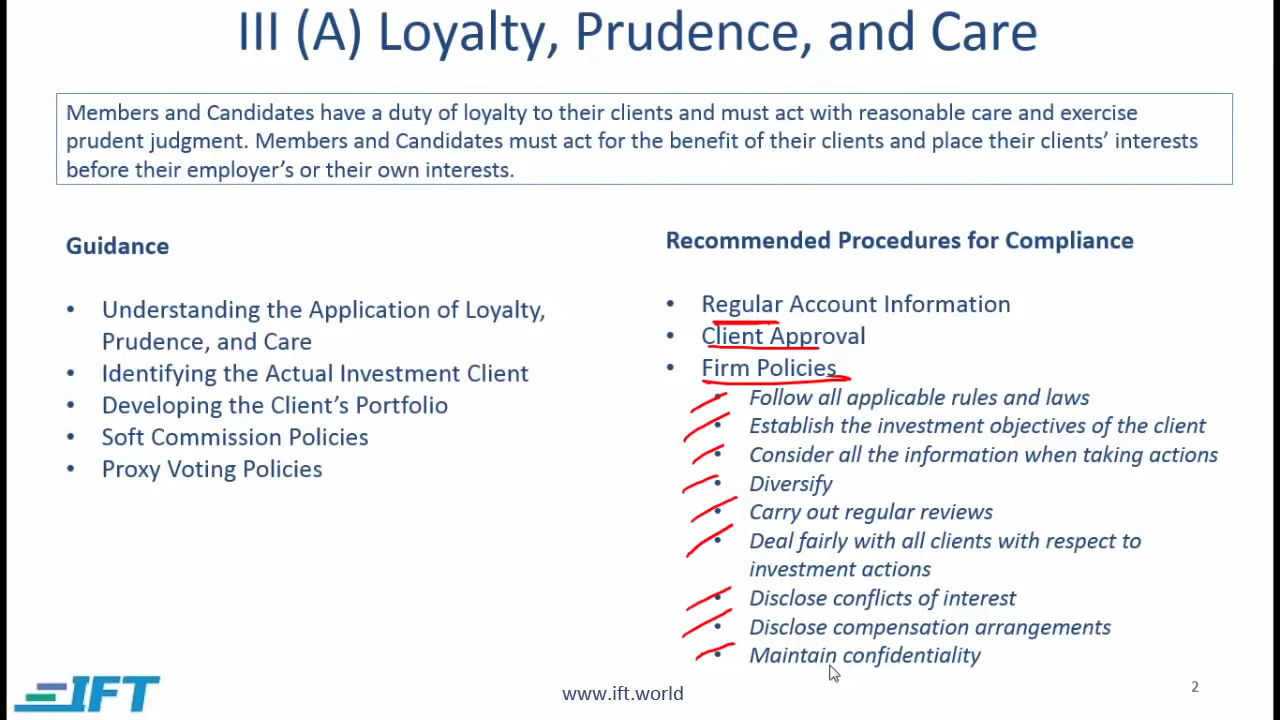 III (A) Loyalty, Prudence, and Care
Members and Candidates have a duty of loyalty to their clients and must act with reasonable care and exercise
prudent judgment. Members and Candidates must act for the benefit of their clients and place their clients' interests
before their employer's or their own interests.
Guidance
• Understanding the Application of Loyalty,
Prudence, and Care
• Identifying the Actual Investment Client
• Developing the Client's Portfolio
• Soft Commission Policies
• Proxy Voting Policies
Recommended Procedures for Compliance
• Regular Account Information
• Client Approval
• Firm Policies
• Follow all applicable rules and laws
• Establish the investment objectives of the client
• Consider all the information when taking actions
• Diversify
• Carry out regular reviews
• Deal fairly with all clients with respect to
investment actions
• Disclose conflicts of interest
• Disclose compensation arrangements
• Maintain confidentiality
IFT
www.ift.world
2